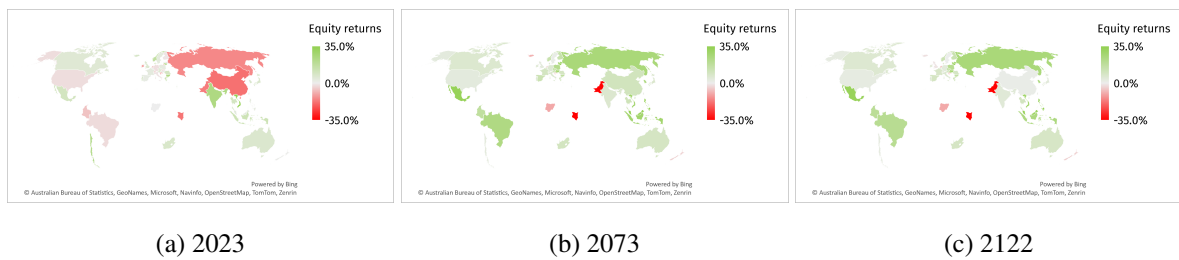 Equity returns
35.0%
0.0%
-35.0%
Powered by Bing
© Australian Bureau of Statistics, GeoNames, Microsoft, Navinfo, OpenStreetMap, TomTom, Zenrin
(a) 2023
Equity returns
35.0%
0.0%
-35.0%
Powered by Bing
© Australian Bureau of Statistics, GeoNames, Microsoft, Navinfo, OpenStreetMap, TomTom, Zenrin
(b) 2073
Equity returns
35.0%
0.0%
-35.0%
Powered by Bing
© Australian Bureau of Statistics, GeoNames, Microsoft, Navinfo, OpenStreetMap, TomTom, Zenrin
(c) 2122